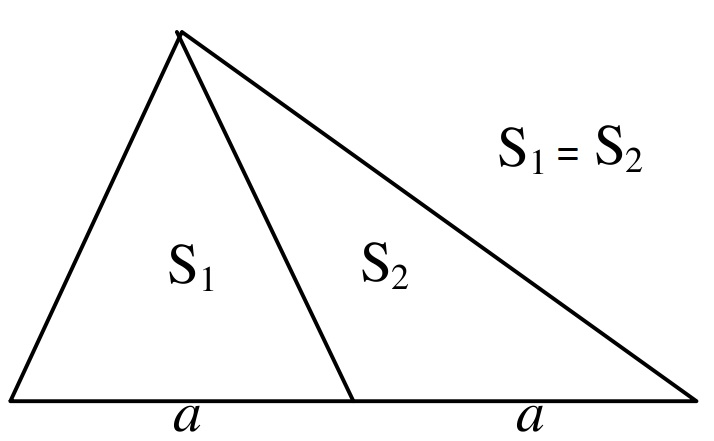 S₁ = S₂
S₁ S₂
a a